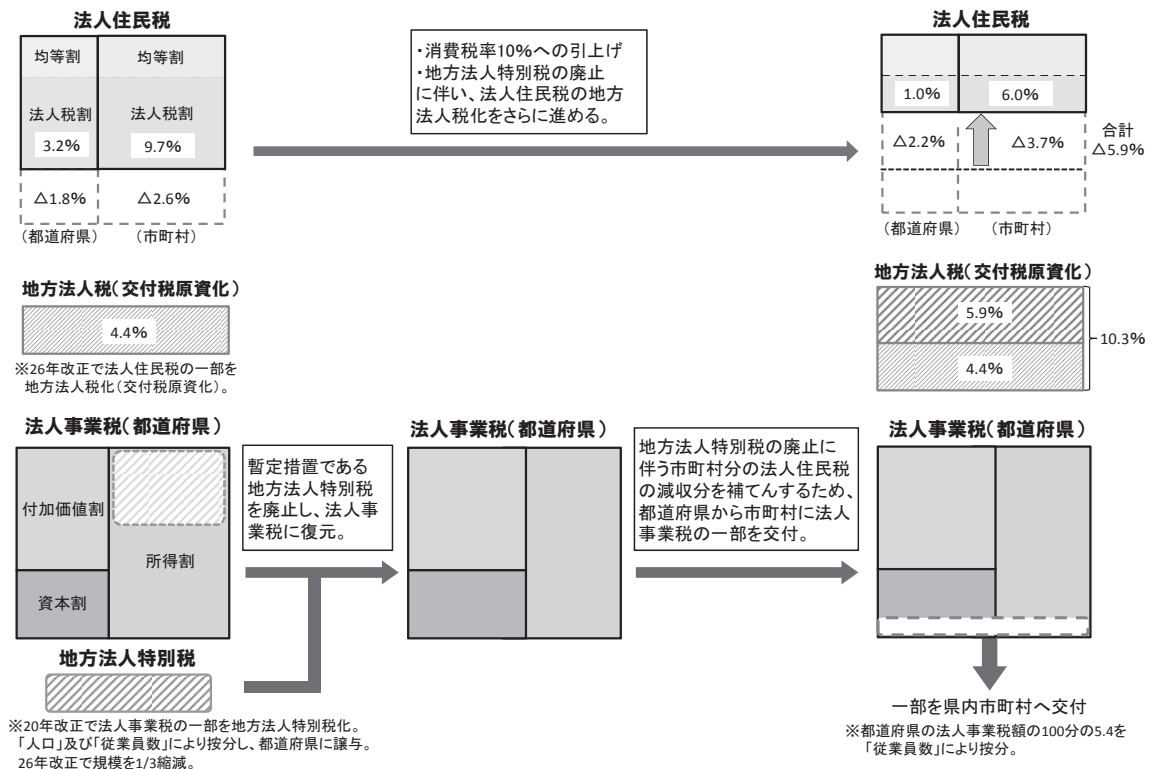 法人住民税
均等割
均等割
法人税割
法人税割
3.2%
9.7%
△1.8%
△2.6%
(都道府県)
(市町村)
・消費税率10%への引上げ
・地方法人特別税の廃止
に伴い、法人住民税の地方
法人税化をさらに進める。
法人住民税
1.0%
6.0%
△2.2%
△3.7%
合計
△5.9%
(都道府県)
(市町村)
地方法人税(交付税原資化)
4.4%
※26年改正で法人住民税の一部を
地方法人税化(交付税原資化)。
地方法人税(交付税原資化)
5.9%
4.4%
10.3%
法人事業税(都道府県)
付加価値割
所得割
資本割
地方法人特別税
※20年改正で法人事業税の一部を地方法人特別税化。
「人口」及び「従業員数」により按分し、都道府県に譲与。
26年改正で規模を1/3縮減。
暫定措置である
地方法人特別税
を廃止し、法人事
業税に復元。
法人事業税(都道府県)
地方法人特別税の廃止に
伴う市町村分の法人住民税
の減収分を補てんするため、
都道府県から市町村に法人
事業税の一部を交付。
法人事業税(都道府県)
一部を県内市町村へ交付
※都道府県の法人事業税額の100分の5.4を
「従業員数」により按分。